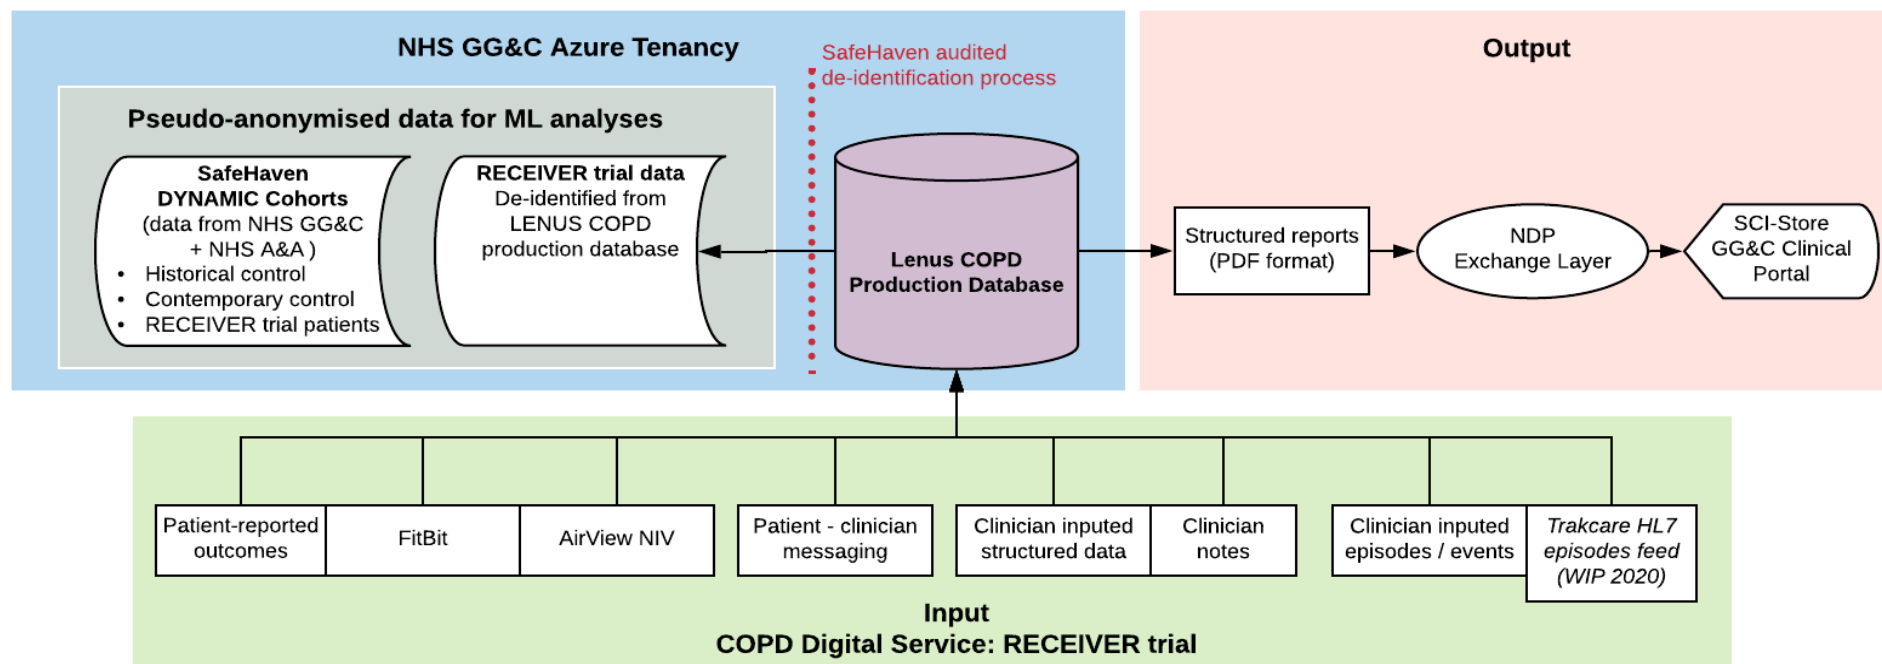 NHS GG&C Azure Tenancy
SafeHaven audited
de-identification process
Output
Pseudo-anonymised data for ML analyses
SafeHaven
DYNAMIC Cohorts
(data from NHS GG&C
+ NHS A&A )
• Historical control
• Contemporary control
• RECEIVER trial patients
RECEIVER trial data
De-identified from
LENUS COPD
production database
Lenus COPD
Production Database
Structured reports
(PDF format)
NDP
Exchange Layer
SCI-Store
GG&C Clinical
Portal
Patient-reported
outcomes
FitBit
AirView NIV
Patient - clinician
messaging
Clinician inputed
structured data
Clinician
notes
Clinician inputed
episodes / events
Trakcare HL7
episodes feed
(WIP 2020)
Input
COPD Digital Service: RECEIVER trial